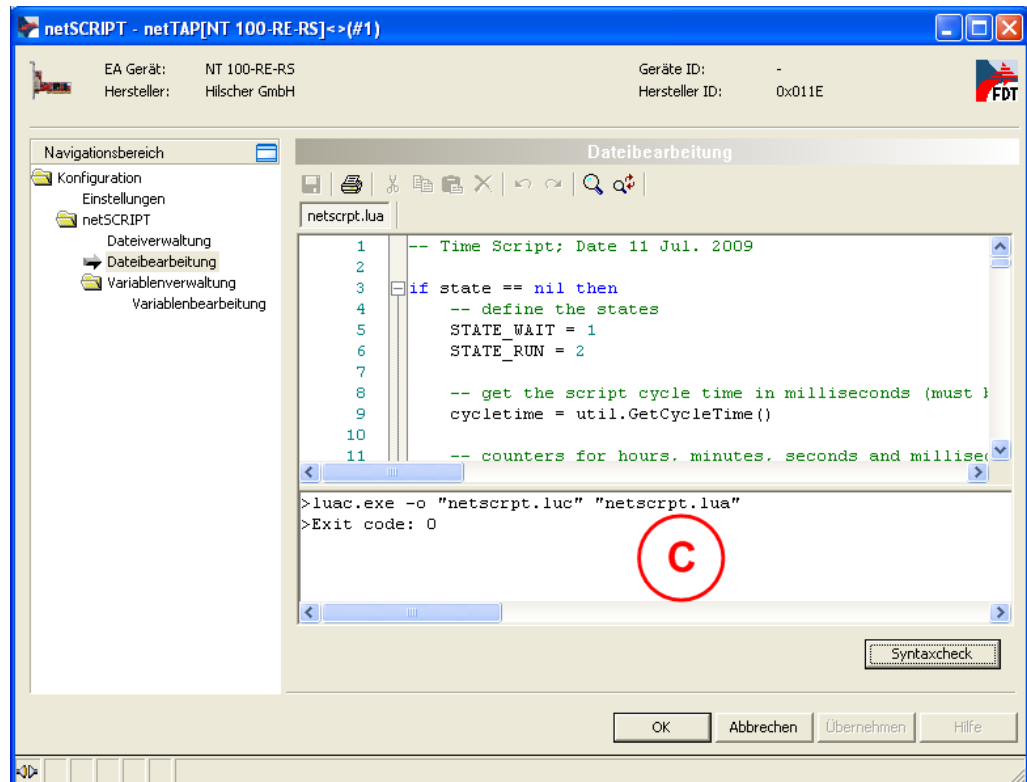 netSCRIPT - netTAP[NT 100-RE-RS]<>(#1)
EA Gerät: NT 100-RE-RS Geräte ID: -
Hersteller: Hilscher GmbH Hersteller ID: 0x011E
FDT
Navigationsbereich
Konfiguration
Einstellungen
netSCRIPT
Dateiverwaltung
Dateibearbeitung
Variablenverwaltung
Variablenbearbeitung
Dateibearbeitung
netscrpt.lua
1 -- Time Script; Date 11 Jul. 2009
2
3 if state == nil then
4 -- define the states
5 STATE_WAIT = 1
6 STATE_RUN = 2
7
8 -- get the script cycle time in milliseconds (must
9 cycletime = util.GetCycleTime()
10
11 -- counters for hours, minutes, seconds and millisec
>luac.exe -o "netscrpt.luc" "netscrpt.lua"
>Exit code: 0
C
Syntaxcheck
OK Abbrechen Übernehmen Hilfe